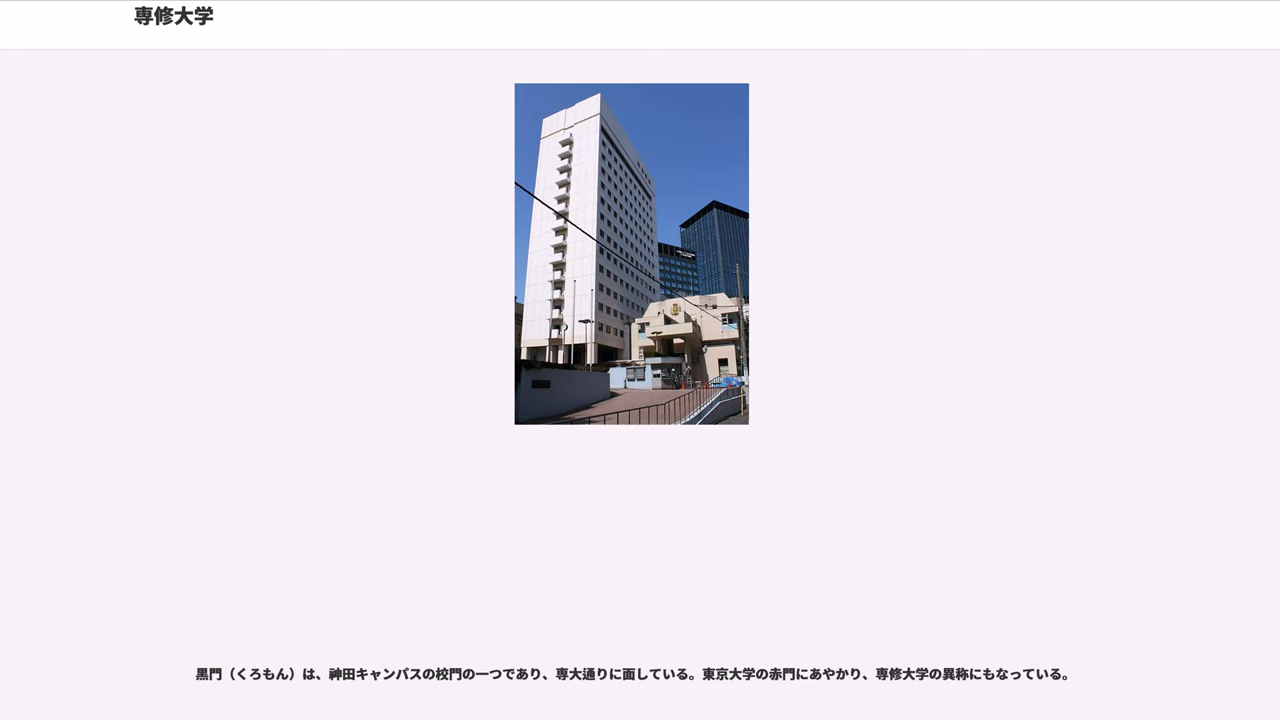 専修大学
黒門（くろもん）は、神田キャンパスの校門の一つであり、専大通りに面している。東京大学の赤門にあやかり、専修大学の異称にもなっている。